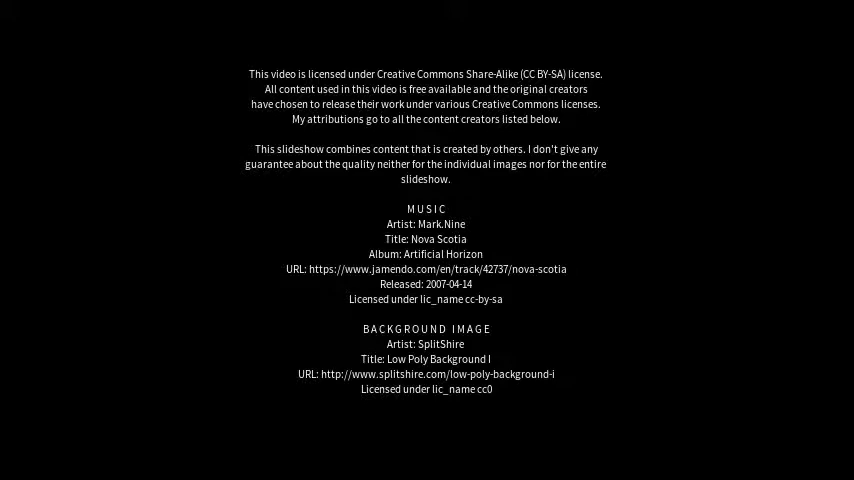 This video is licensed under Creative Commons Share-Alike (CC BY-SA) license.
All content used in this video is free available and the original creators
have chosen to release their work under various Creative Commons licenses.
My attributions go to all the content creators listed below.
This slideshow combines content that is created by others. I don't give any
guarantee about the quality neither for the individual images nor for the entire
slideshow.
MUSIC
Artist: Mark.Nine
Title: Nova Scotia
Album: Artificial Horizon
URL: https://www.jamendo.com/en/track/42737/nova-scotia
Released: 2007-04-14
Licensed under lic_name cc-by-sa
BACKGROUND IMAGE
Artist: SplitShire
Title: Low Poly Background I
URL: http://www.splitshire.com/low-poly-background-i
Licensed under lic_name cc0